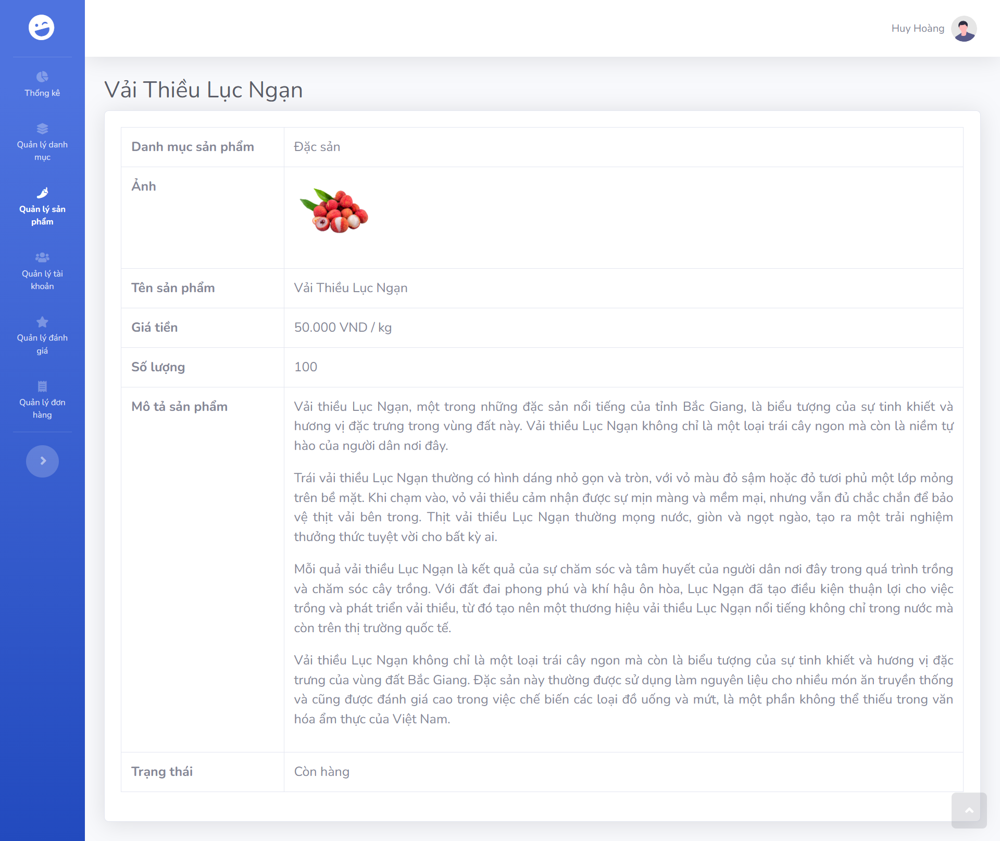 Huy Hoàng
Thống kê
Quản lý danh
mục
Quản lý sản
phẩm
Quản lý tài
khoản
Quản lý đánh
giá
Quản lý đơn
hàng
Vải Thiều Lục Ngạn
Danh mục sản phẩm
Đặc sản
Ảnh
Tên sản phẩm
Vải Thiều Lục Ngạn
Giá tiền
50.000 VND / kg
Số lượng
100
Mô tả sản phẩm
Vải thiều Lục Ngạn, một trong những đặc sản nổi tiếng của tỉnh Bắc Giang, là biểu tượng của sự tinh khiết và
hương vị đặc trưng trong vùng đất này. Vải thiều Lục Ngạn không chỉ là một loại trái cây ngon mà còn là niềm tự
hào của người dân nơi đây.
Trái vải thiều Lục Ngạn thường có hình dáng nhỏ gọn và tròn, với vỏ màu đỏ sậm hoặc đỏ tươi phủ một lớp mỏng
trên bề mặt. Khi chạm vào, vỏ vải thiều cảm nhận được sự mịn màng và mềm mại, nhưng vẫn đủ chắc chắn để bảo
vệ thịt vải bên trong. Thịt vải thiều Lục Ngạn thường mọng nước, giòn và ngọt ngào, tạo ra một trải nghiệm
thưởng thức tuyệt vời cho bất kỳ ai.
Mỗi quả vải thiều Lục Ngạn là kết quả của sự chăm sóc và tâm huyết của người dân nơi đây trong quá trình trồng
và chăm sóc cây trồng. Với đất đai phong phú và khí hậu ôn hòa, Lục Ngạn đã tạo điều kiện thuận lợi cho việc
trồng và phát triển vải thiều, từ đó tạo nên một thương hiệu vải thiều Lục Ngạn nổi tiếng không chỉ trong nước mà
còn trên thị trường quốc tế.
Vải thiều Lục Ngạn không chỉ là một loại trái cây ngon mà còn là biểu tượng của sự tinh khiết và hương vị đặc
trưng của vùng đất Bắc Giang. Đặc sản này thường được sử dụng làm nguyên liệu cho nhiều món ăn truyền thống
và cũng được đánh giá cao trong việc chế biến các loại đồ uống và mứt, là một phần không thể thiếu trong văn
hóa ẩm thực của Việt Nam.
Trạng thái
Còn hàng